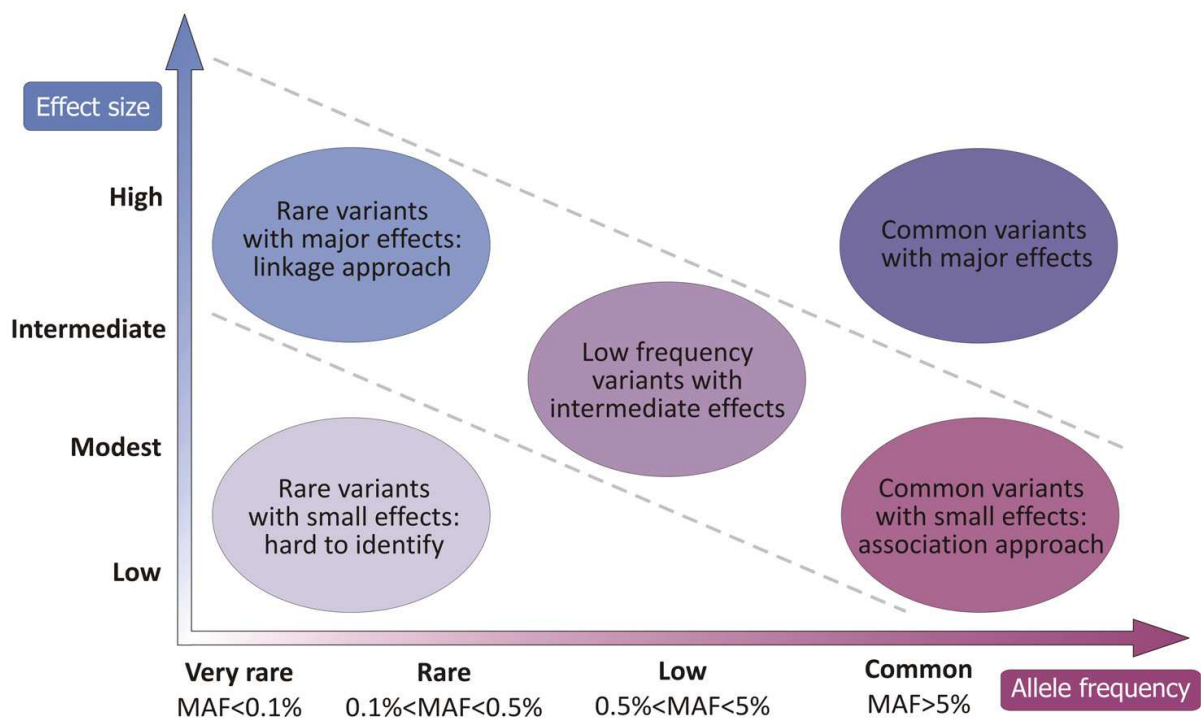 Effect size
High
Intermediate
Modest
Low
Rare variants
with major effects:
linkage approach
Common variants
with major effects
Low frequency
variants with
intermediate effects
Rare variants
with small effects:
hard to identify
Common variants
with small effects:
association approach
Very rare
MAF<0.1%
Rare
0.1%<MAF<0.5%
Low
0.5%<MAF<5%
Common
MAF>5%
Allele frequency